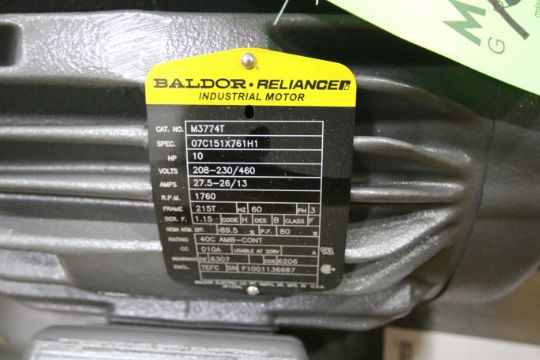 BALDOR • RELIANCE
INDUSTRIAL MOTOR
CAT. NO. M3774T
SPEC. 07C151X761H1
HP 10
VOLTS 208-230/460
AMPS 27.5-26/13
R.P.M. 1760
FRAME 215T HZ 60 PH 3
SER. F. 1.15 CODE H DES B CLASS F
NEMA NOM. EFF. 89.5 % P.F. 80 %
RATING 40C AMB-CONT
CC 010A USABLE AT 208V A
BEARINGS DE 6307 ODE 6206
ENCL. TEFC SN F1001136687
M
G